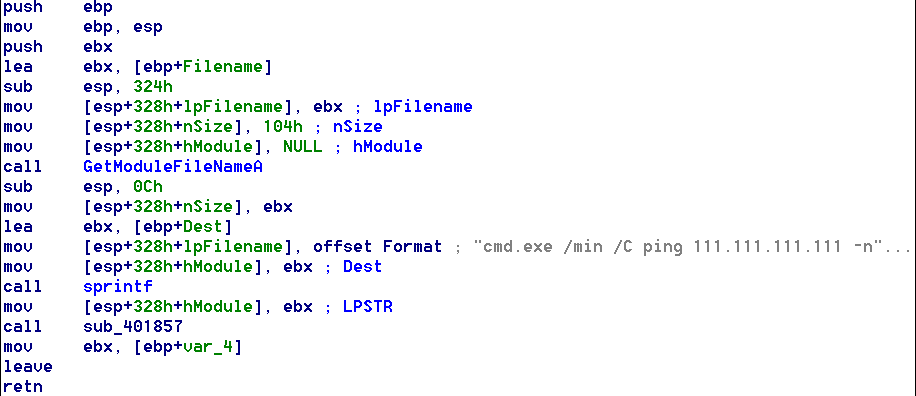 push ebp
mov ebp, esp
push ebx
lea ebx, [ebp+Filename]
sub esp, 324h
mov [esp+328h+lpFilename], ebx ; lpFilename
mov [esp+328h+nSize], 104h ; nSize
mov [esp+328h+hModule], NULL ; hModule
call GetModuleFileNameA
sub esp, 0Ch
mov [esp+328h+nSize], ebx
lea ebx, [ebp+Dest]
mov [esp+328h+lpFilename], offset Format ; "cmd.exe /min /C ping 111.111.111.111 -n"...
mov [esp+328h+hModule], ebx ; Dest
call sprintf
mov [esp+328h+hModule], ebx ; LPSTR
call sub_401857
mov ebx, [ebp+var_4]
leave
retn